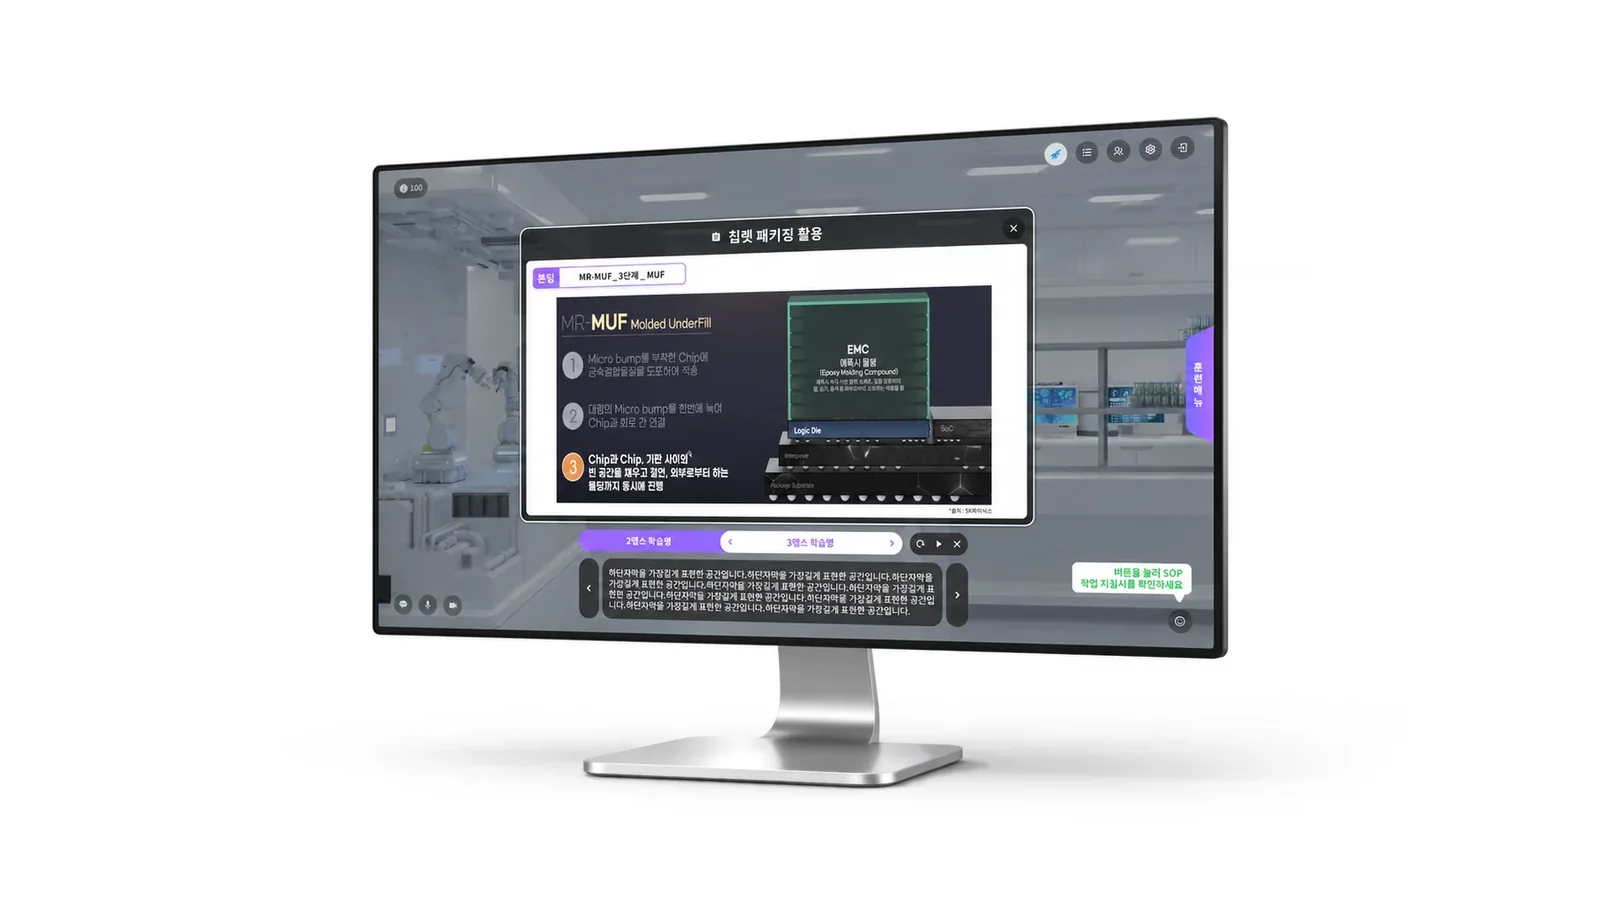 100
칩렛 패키징 활용
본딩
MR-MUF_3단계_ MUF
MR-MUF Molded UnderFill
1 Micro bump를 부착한 Chip에
금속결합물질을 도포하여 적층
2 대량의 Micro bump를 한번에 녹여
Chip과 회로 간 연결
3 Chip과 Chip, 기판 사이의
빈 공간을 채우고 절연, 외부로부터 하는
몰딩까지 동시에 진행
EMC
에폭시 몰딩
(Epoxy Molding Compound)
Logic Die
SoC
Interposer
Package Substrate
*출처 : SK하이닉스
훈련메뉴
2뎁스 학습명
3뎁스 학습명
하단자막을 가장길게 표현한 공간입니다.하단자막을 가장길게 표현한 공간입니다.하단자막을
가장길게 표현한 공간입니다.하단자막을 가장길게 표현한 공간입니다.하단자막을 가장길게 표
현한 공간입니다.하단자막을 가장길게 표현한 공간입니다.하단자막을 가장길게 표현한 공간입
니다.하단자막을 가장길게 표현한 공간입니다.하단자막을 가장길게 표현한 공간입니다.
버튼을 눌러 SOP
작업 지침서를 확인하세요